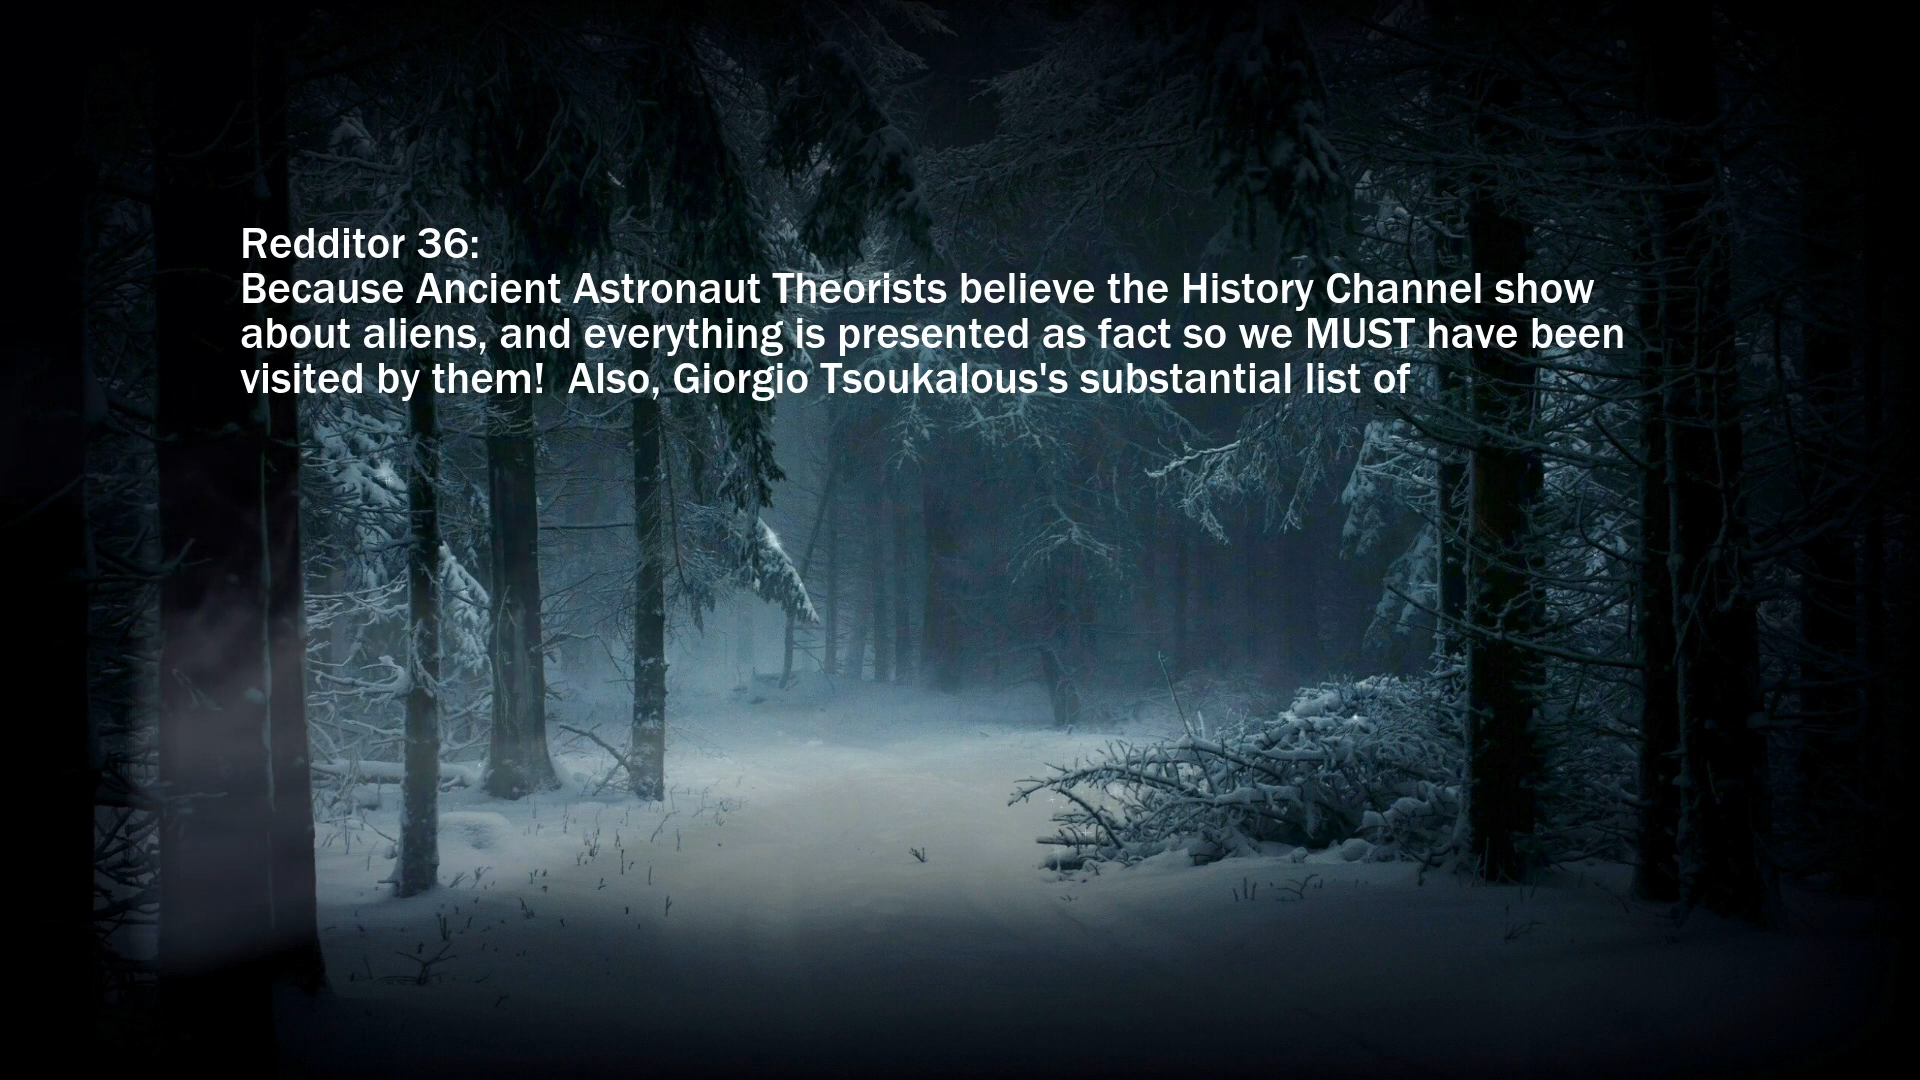 Redditor 36:
Because Ancient Astronaut Theorists believe the History Channel show
about aliens, and everything is presented as fact so we MUST have been
visited by them!  Also, Giorgio Tsoukalous's substantial list of